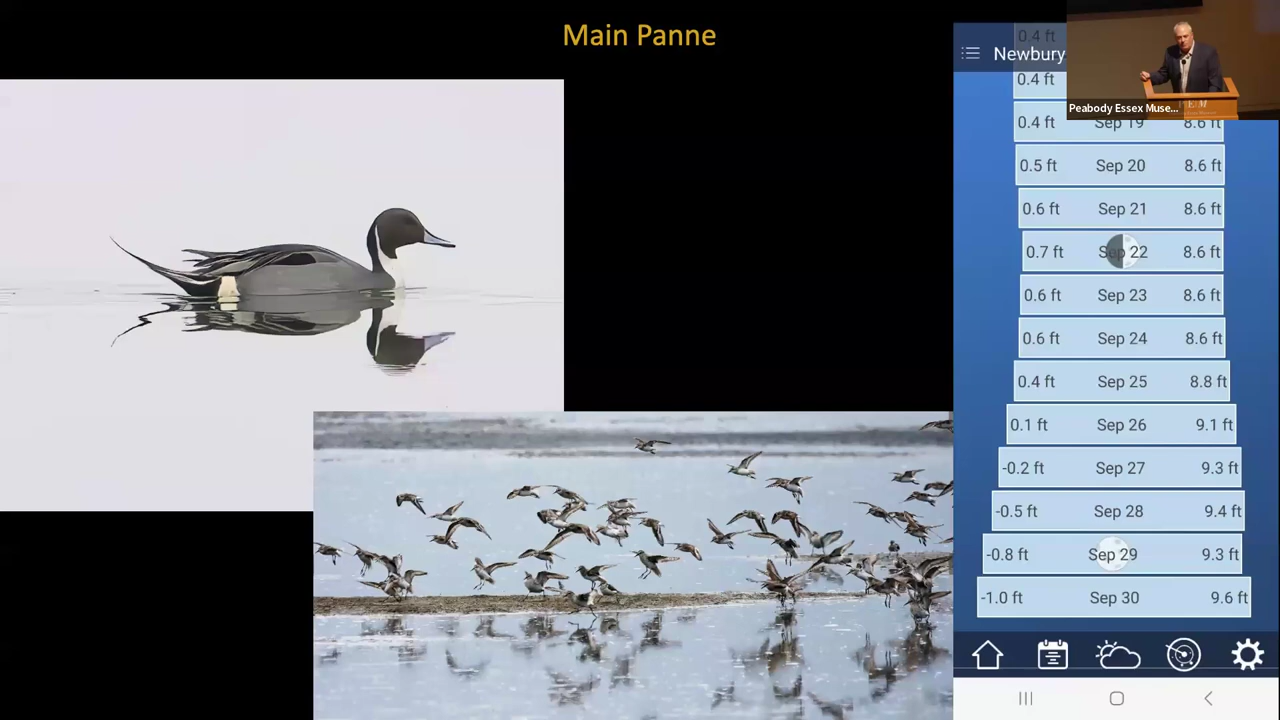 Main Panne
0.4 ft
Newbury
0.4 ft
Peabody Essex Muse...
0.4 ft Sep 19 8.6 ft
0.5 ft Sep 20 8.6 ft
0.6 ft Sep 21 8.6 ft
0.7 ft Sep 22 8.6 ft
0.6 ft Sep 23 8.6 ft
0.6 ft Sep 24 8.6 ft
0.4 ft Sep 25 8.8 ft
0.1 ft Sep 26 9.1 ft
-0.2 ft Sep 27 9.3 ft
-0.5 ft Sep 28 9.4 ft
-0.8 ft Sep 29 9.3 ft
-1.0 ft Sep 30 9.6 ft